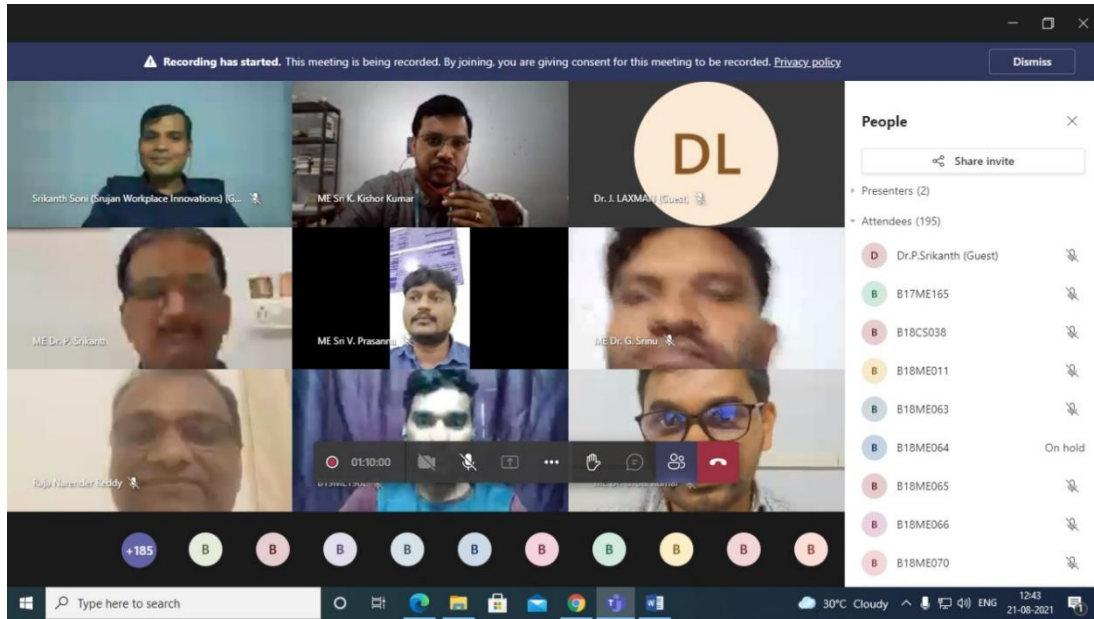 Recording has started. This meeting is being recorded. By joining, you are giving consent for this meeting to be recorded. Privacy policy
Dismiss
Srikanth Soni (Srujan Workplace Innovations) (G...
ME Sri K. Kishor Kumar
DL
Dr. J. LAXMAN (Guest)
ME Dr. P. Srikanth
ME Sri V. Prasanna
ME Dr. G. Srinu
Raju Narender Reddy
01:10:00
+185
B
B
B
B
B
B
B
B
B
B
People
Share invite
Presenters (2)
Attendees (195)
D Dr.P.Srikanth (Guest)
B B17ME165
B B18CS038
B B18ME011
B B18ME063
B B18ME064 On hold
B B18ME065
B B18ME066
B B18ME070
Type here to search
30°C Cloudy
ENG
12:43
21-08-2021